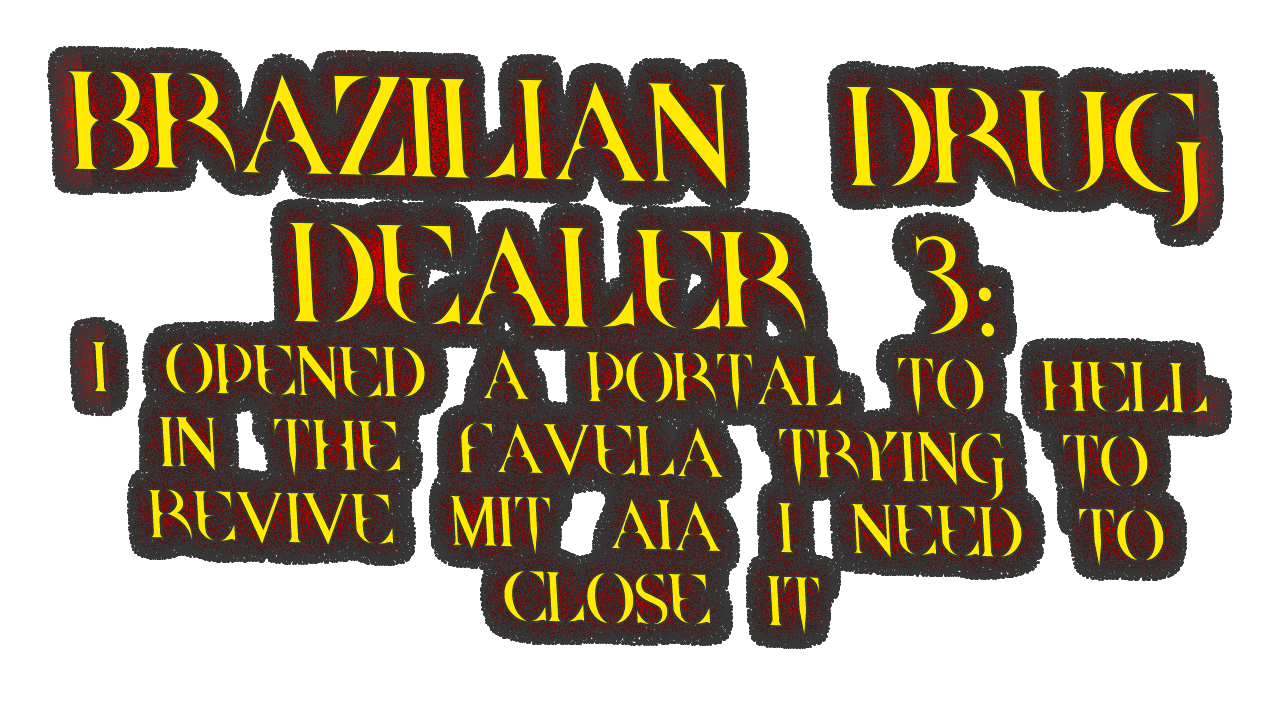 BRAZILIAN DRUG
DEALER 3:
I OPENED A PORTAL TO HELL
IN THE FAVELA TRYING TO
REVIVE MIT AIA I NEED TO
CLOSE IT